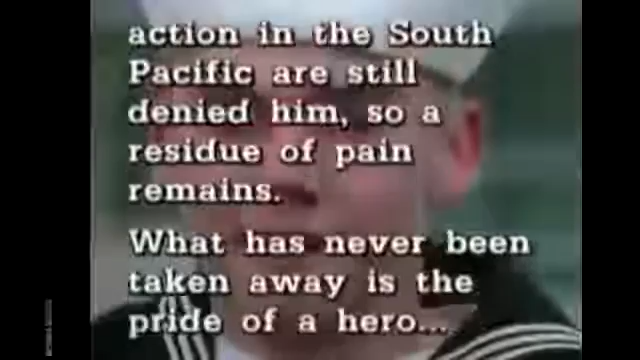 action in the South
Pacific are still
denied him, so a
residue of pain
remains.
What has never been
taken away is the
pride of a hero...